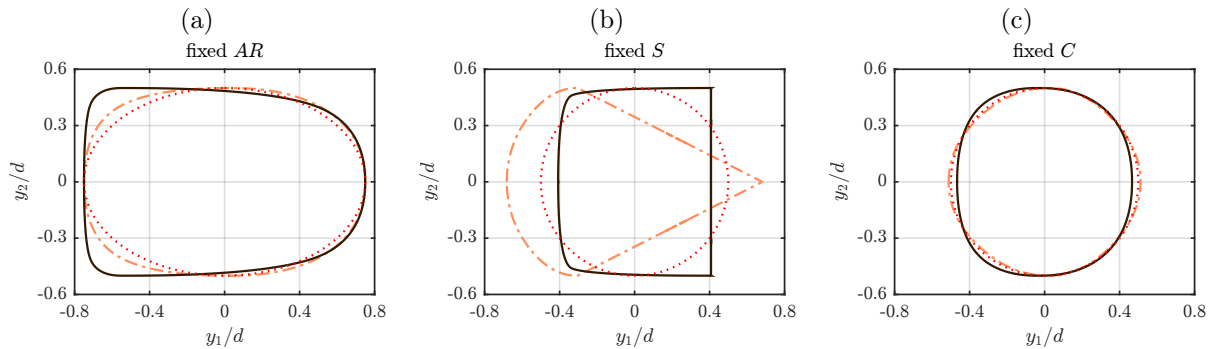 (a) (b) (c)
fixed AR fixed S fixed C
0.6 0.6 0.6
0.3 0.3 0.3
0 0 0
-0.3 -0.3 -0.3
-0.6 -0.6 -0.6
y₂/d y₂/d y₂/d
-0.8 -0.4 0 0.4 0.8 -0.8 -0.4 0 0.4 0.8 -0.8 -0.4 0 0.4 0.8
y₁/d y₁/d y₁/d